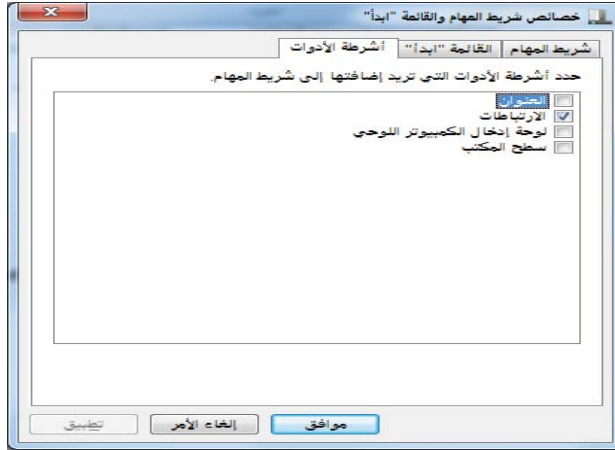 خصائص شريط المهام والقائمة "ابدأ"
شريط المهام القائمة "ابدأ" أشرطة الأدوات
حدد أشرطة الأدوات التي تريد إضافتها إلى شريط المهام.
العنوان
الارتباطات
لوحة إدخال الكمبيوتر اللوحي
سطح المكتب
موافق إلغاء الأمر تطبيق